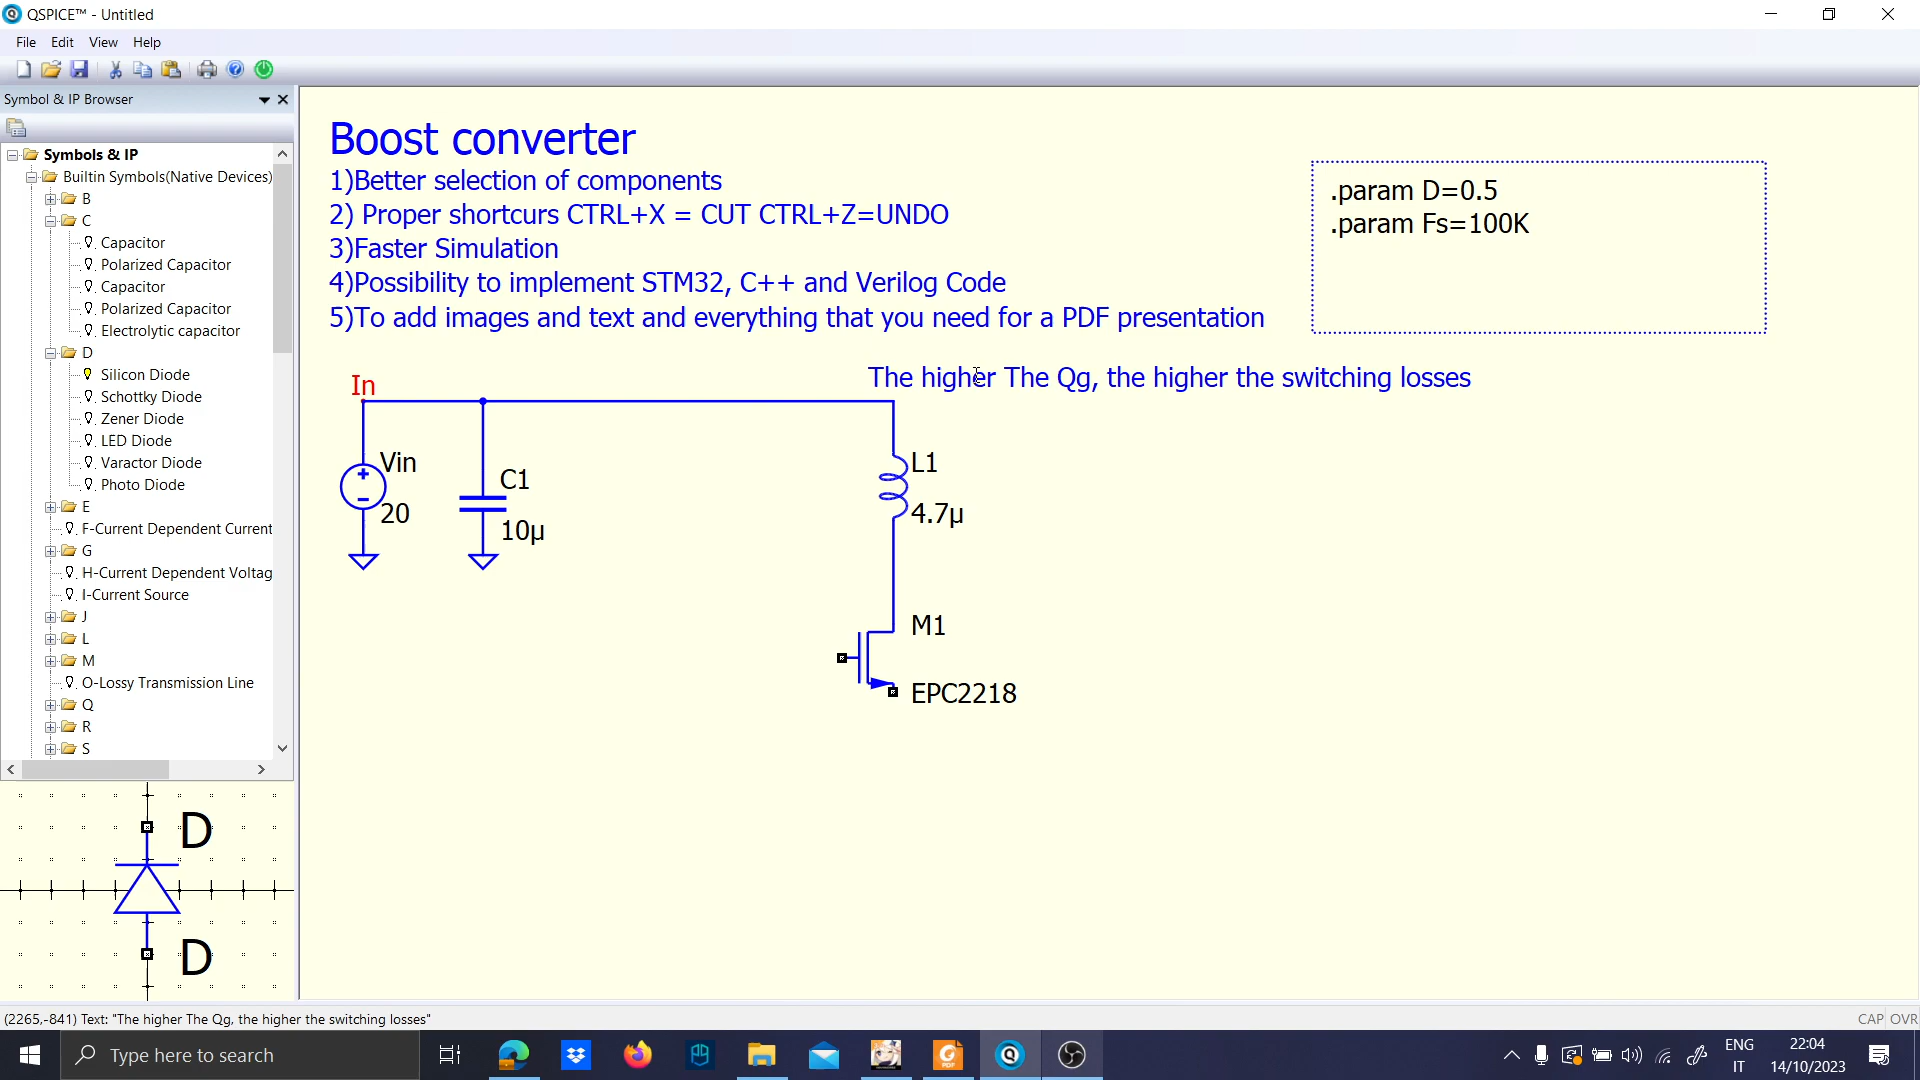 QSPICE™ - Untitled
File Edit View Help
Symbol & IP Browser
Symbols & IP
Builtin Symbols(Native Devices)
B
C
Capacitor
Polarized Capacitor
Capacitor
Polarized Capacitor
Electrolytic capacitor
D
Silicon Diode
Schottky Diode
Zener Diode
LED Diode
Varactor Diode
Photo Diode
E
F-Current Dependent Current
G
H-Current Dependent Voltag
I-Current Source
J
L
M
O-Lossy Transmission Line
Q
R
S
D
D
Boost converter
1)Better selection of components
2) Proper shortcurs CTRL+X = CUT CTRL+Z=UNDO
3)Faster Simulation
4)Possibility to implement STM32, C++ and Verilog Code
5)To add images and text and everything that you need for a PDF presentation
.param D=0.5
.param Fs=100K
The higher The Qg, the higher the switching losses
In
Vin
20
C1
10µ
L1
4.7µ
M1
EPC2218
(2265,-841) Text: "The higher The Qg, the higher the switching losses"
CAP OVR
Type here to search
ENG
IT
22:04
14/10/2023